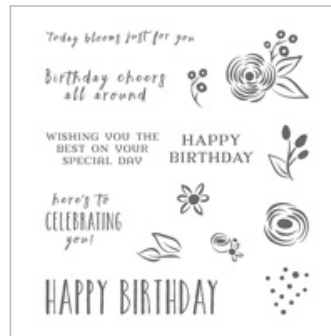 Today blooms just for you
Birthday cheers
all around
WISHING YOU THE
BEST ON YOUR
SPECIAL DAY
HAPPY
BIRTHDAY
here's to
CELEBRATING
you!
HAPPY BIRTHDAY